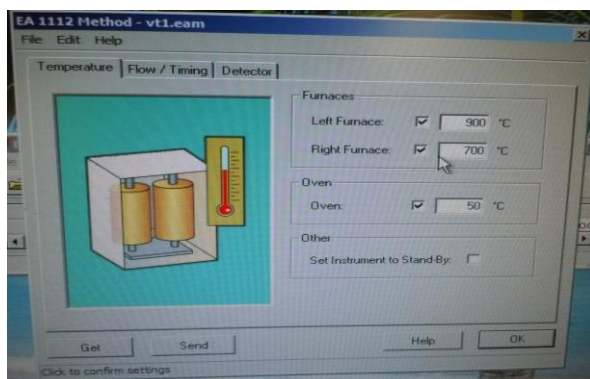 EA 1112 Method - vt1.eam
File Edit Help
Temperature Flow / Timing Detector
Furnaces
Left Furnace: 900 °C
Right Furnace: 700 °C
Oven
Oven: 50 °C
Other
Set Instrument to Stand-By:
Get Send Help OK
Click to confirm settings